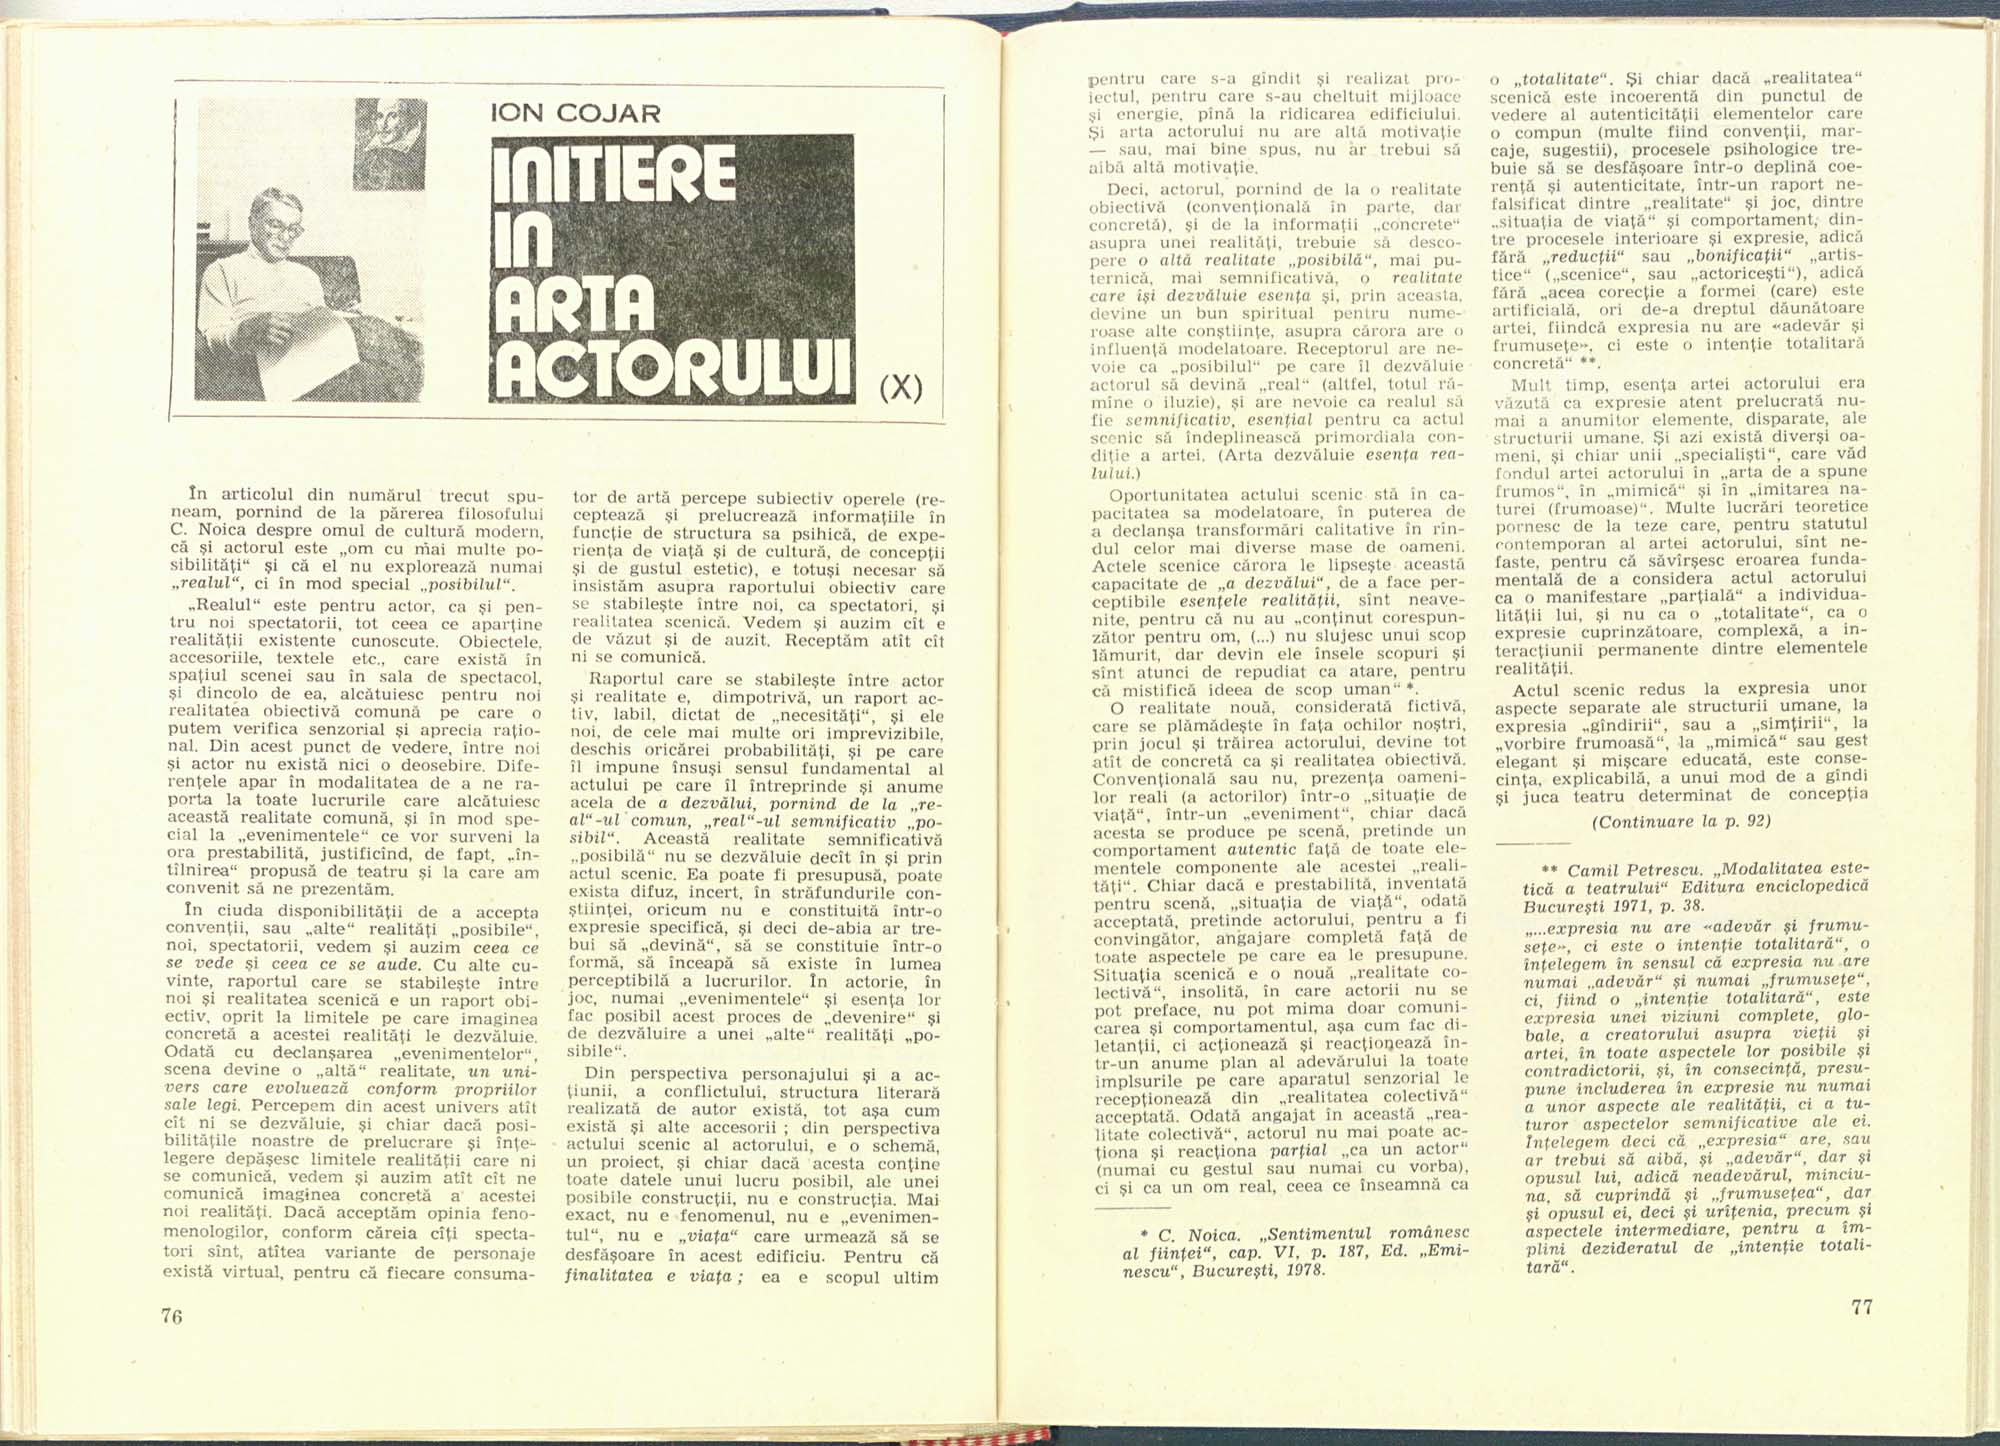 ION COJAR
INIȚIERE
IN
ARTA
ACTORULUI
(X)
În articolul din numărul trecut spu-
neam, pornind de la părerea filosofului
C. Noica despre omul de cultură modern,
că și actorul este „om cu mai multe po-
sibilități“ și că el nu explorează numai
„realul“, ci în mod special „posibilul“.
„Realul“ este pentru actor, ca și pen-
tru noi spectatorii, tot ceea ce aparține
realității existente cunoscute. Obiectele,
accesoriile, textele etc., care există în
spațiul scenei sau în sala de spectacol,
și dincolo de ea, alcătuiesc pentru noi
realitatea obiectivă comună pe care o
putem verifica senzorial și aprecia rațio-
nal. Din acest punct de vedere, între noi
și actor nu există nici o deosebire. Dife-
rențele apar în modalitatea de a ne ra-
porta la toate lucrurile care alcătuiesc
această realitate comună, și în mod spe-
cial la „evenimentele“ ce vor surveni la
ora prestabilită, justificînd, de fapt, „în-
tîlnirea“ propusă de teatru și la care am
convenit să ne prezentăm.
În ciuda disponibilității de a accepta
convenții, sau „alte“ realități „posibile“,
noi, spectatorii, vedem și auzim ceea ce
se vede și ceea ce se aude. Cu alte cu-
vinte, raportul care se stabilește între
noi și realitatea scenică e un raport obi-
ectiv, oprit la limitele pe care imaginea
concretă a acestei realități le dezvăluie.
Odată cu declanșarea „evenimentelor“,
scena devine o „altă“ realitate, un uni-
vers care evoluează conform propriilor
sale legi. Percepem din acest univers atît
cît ni se dezvăluie, și chiar dacă posi-
bilitățile noastre de prelucrare și înțe-
legere depășesc limitele realității care ni
se comunică, vedem și auzim atît cît ne
comunică imaginea concretă a acestei
noi realități. Dacă acceptăm opinia feno-
menologilor, conform căreia cîți specta-
tori sînt, atîtea variante de personaje
există virtual, pentru că fiecare consuma-
tor de artă percepe subiectiv operele (re-
ceptează și prelucrează informațiile în
funcție de structura sa psihică, de expe-
riența de viață și de cultură, de concepții
și de gustul estetic), e totuși necesar să
insistăm asupra raportului obiectiv care
se stabilește între noi, ca spectatori, și
realitatea scenică. Vedem și auzim cît e
de văzut și de auzit. Receptăm atît cît
ni se comunică.
Raportul care se stabilește între actor
și realitate e, dimpotrivă, un raport ac-
tiv, labil, dictat de „necesități“, și ele
noi, de cele mai multe ori imprevizibile,
deschis oricărei probabilități, și pe care
îl impune însuși sensul fundamental al
actului pe care îl întreprinde și anume
acela de a dezvălui, pornind de la „re-
al“-ul comun, „real“-ul semnificativ „po-
sibil“. Această realitate semnificativă
„posibilă“ nu se dezvăluie decît în și prin
actul scenic. Ea poate fi presupusă, poate
exista difuz, incert, în străfundurile con-
științei, oricum nu e constituită într-o
expresie specifică, și deci de-abia ar tre-
bui să „devină“, să se constituie într-o
formă, să înceapă să existe în lumea
perceptibilă a lucrurilor. În actorie, în
joc, numai „evenimentele“ și esența lor
fac posibil acest proces de „devenire“ și
de dezvăluire a unei „alte“ realități „po-
sibile“.
Din perspectiva personajului și a ac-
țiunii, a conflictului, structura literară
realizată de autor există, tot așa cum
există și alte accesorii ; din perspectiva
actului scenic al actorului, e o schemă,
un proiect, și chiar dacă acesta conține
toate datele unui lucru posibil, ale unei
posibile construcții, nu e construcția. Mai
exact, nu e fenomenul, nu e „evenimen-
tul“, nu e „viața“ care urmează să se
desfășoare în acest edificiu. Pentru că
finalitatea e viața ; ea e scopul ultim
76
pentru care s-a gîndit și realizat pro-
iectul, pentru care s-au cheltuit mijloace
și energie, pînă la ridicarea edificiului.
Și arta actorului nu are altă motivație
— sau, mai bine spus, nu ar trebui să
aibă altă motivație.
Deci, actorul, pornind de la o realitate
obiectivă (convențională în parte, dar
concretă), și de la informații „concrete“
asupra unei realități, trebuie să desco-
pere o altă realitate „posibilă“, mai pu-
ternică, mai semnificativă, o realitate
care își dezvăluie esența și, prin aceasta,
devine un bun spiritual pentru nume-
roase alte conștiințe, asupra cărora are o
influență modelatoare. Receptorul are ne-
voie ca „posibilul“ pe care îl dezvăluie
actorul să devină „real“ (altfel, totul ră-
mîne o iluzie), și are nevoie ca realul să
fie semnificativ, esențial pentru ca actul
scenic să îndeplinească primordiala con-
diție a artei. (Arta dezvăluie esența rea-
lului.)
Oportunitatea actului scenic stă în ca-
pacitatea sa modelatoare, în puterea de
a declanșa transformări calitative în rîn-
dul celor mai diverse mase de oameni.
Actele scenice cărora le lipsește această
capacitate de „a dezvălui“, de a face per-
ceptibile esențele realității, sînt neave-
nite, pentru că nu au „conținut corespun-
zător pentru om, (...) nu slujesc unui scop
lămurit, dar devin ele însele scopuri și
sînt atunci de repudiat ca atare, pentru
că mistifică ideea de scop uman“ *.
O realitate nouă, considerată fictivă,
care se plămădește în fața ochilor noștri,
prin jocul și trăirea actorului, devine tot
atît de concretă ca și realitatea obiectivă.
Convențională sau nu, prezența oameni-
lor reali (a actorilor) într-o „situație de
viață“, într-un „eveniment“, chiar dacă
acesta se produce pe scenă, pretinde un
comportament autentic față de toate ele-
mentele componente ale acestei „reali-
tăți“. Chiar dacă e prestabilită, inventată
pentru scenă, „situația de viață“, odată
acceptată, pretinde actorului, pentru a fi
convingător, angajare completă față de
toate aspectele pe care ea le presupune.
Situația scenică e o nouă „realitate co-
lectivă“, insolită, în care actorii nu se
pot preface, nu pot mima doar comuni-
carea și comportamentul, așa cum fac di-
letanții, ci acționează și reacționează în-
tr-un anume plan al adevărului la toate
implsurile pe care aparatul senzorial le
recepționează din „realitatea colectivă“
acceptată. Odată angajat în această „rea-
litate colectivă“, actorul nu mai poate ac-
ționa și reacționa parțial „ca un actor“
(numai cu gestul sau numai cu vorba),
ci și ca un om real, ceea ce înseamnă ca
* C. Noica. „Sentimentul românesc
al ființei“, cap. VI, p. 187, Ed. „Emi-
nescu“, București, 1978.
o „totalitate“. Și chiar dacă „realitatea“
scenică este incoerentă din punctul de
vedere al autenticității elementelor care
o compun (multe fiind convenții, mar-
caje, sugestii), procesele psihologice tre-
buie să se desfășoare într-o deplină coe-
rență și autenticitate, într-un raport ne-
falsificat dintre „realitate“ și joc, dintre
„situația de viață“ și comportament, din-
tre procesele interioare și expresie, adică
fără „reducții“ sau „bonificații“ „artis-
tice“ („scenice“, sau „actoricești“), adică
fără „acea corecție a formei (care) este
artificială, ori de-a dreptul dăunătoare
artei, fiindcă expresia nu are «adevăr și
frumusețe», ci este o intenție totalitară
concretă“ **.
Mult timp, esența artei actorului era
văzută ca expresie atent prelucrată nu-
mai a anumitor elemente, disparate, ale
structurii umane. Și azi există diverși oa-
meni, și chiar unii „specialiști“, care văd
fondul artei actorului în „arta de a spune
frumos“, în „mimică“ și în „imitarea na-
turei (frumoase)“. Multe lucrări teoretice
pornesc de la teze care, pentru statutul
contemporan al artei actorului, sînt ne-
faste, pentru că săvîrșesc eroarea funda-
mentală de a considera actul actorului
ca o manifestare „parțială“ a individua-
lității lui, și nu ca o „totalitate“, ca o
expresie cuprinzătoare, complexă, a in-
teracțiunii permanente dintre elementele
realității.
Actul scenic redus la expresia unor
aspecte separate ale structurii umane, la
expresia „gîndirii“, sau a „simțirii“, la
„vorbire frumoasă“, la „mimică“ sau gest
elegant și mișcare educată, este conse-
cința, explicabilă, a unui mod de a gîndi
și juca teatru determinat de concepția
(Continuare la p. 92)
** Camil Petrescu. „Modalitatea este-
tică a teatrului“ Editura enciclopedică
București 1971, p. 38.
„...expresia nu are «adevăr și frumu-
sețe», ci este o intenție totalitară“, o
înțelegem în sensul că expresia nu are
numai „adevăr“ și numai „frumusețe“,
ci, fiind o „intenție totalitară“, este
expresia unei viziuni complete, glo-
bale, a creatorului asupra vieții și
artei, în toate aspectele lor posibile și
contradictorii, și, în consecință, presu-
pune includerea în expresie nu numai
a unor aspecte ale realității, ci a tu-
turor aspectelor semnificative ale ei.
Înțelegem deci că „expresia“ are, sau
ar trebui să aibă, și „adevăr“, dar și
opusul lui, adică neadevărul, minciu-
na, să cuprindă și „frumusețea“, dar
și opusul ei, deci și urîțenia, precum și
aspectele intermediare, pentru a îm-
plini dezideratul de „intenție totali-
tară“.
77